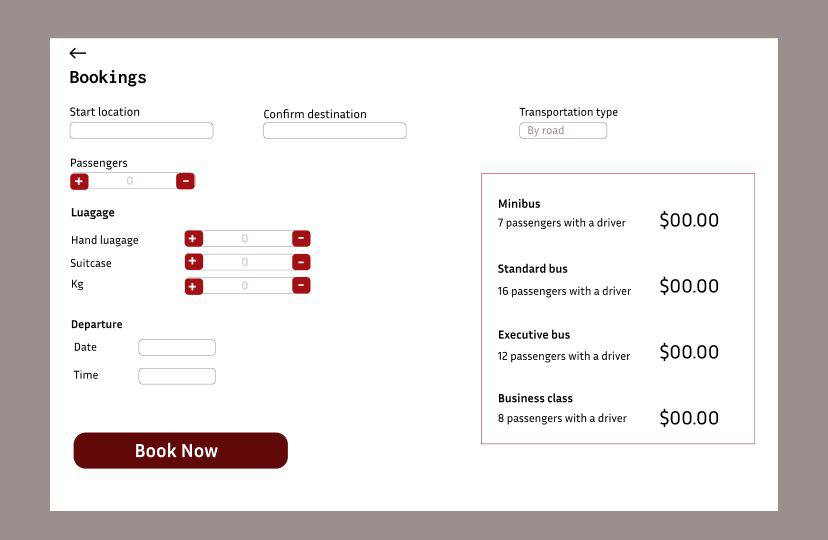 Bookings
Start location
Confirm destination
Transportation type
By road
Passengers
+ 0 -
Luagage
Hand luagage + 0 -
Suitcase + 0 -
Kg + 0 -
Departure
Date
Time
Book Now
Minibus
7 passengers with a driver $00.00
Standard bus
16 passengers with a driver $00.00
Executive bus
12 passengers with a driver $00.00
Business class
8 passengers with a driver $00.00